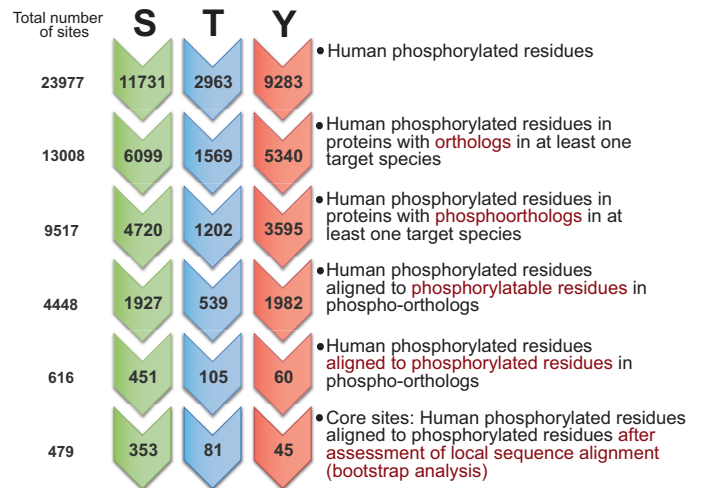 Total number
of sites
S T Y
23977 11731 2963 9283
• Human phosphorylated residues
13008 6099 1569 5340
• Human phosphorylated residues in
proteins with orthologs in at least one
target species
9517 4720 1202 3595
• Human phosphorylated residues in
proteins with phosphoorthologs in at
least one target species
4448 1927 539 1982
• Human phosphorylated residues
aligned to phosphorylatable residues in
phospho-orthologs
616 451 105 60
• Human phosphorylated residues
aligned to phosphorylated residues in
phospho-orthologs
479 353 81 45
• Core sites: Human phosphorylated residues
aligned to phosphorylated residues after
assessment of local sequence alignment
(bootstrap analysis)